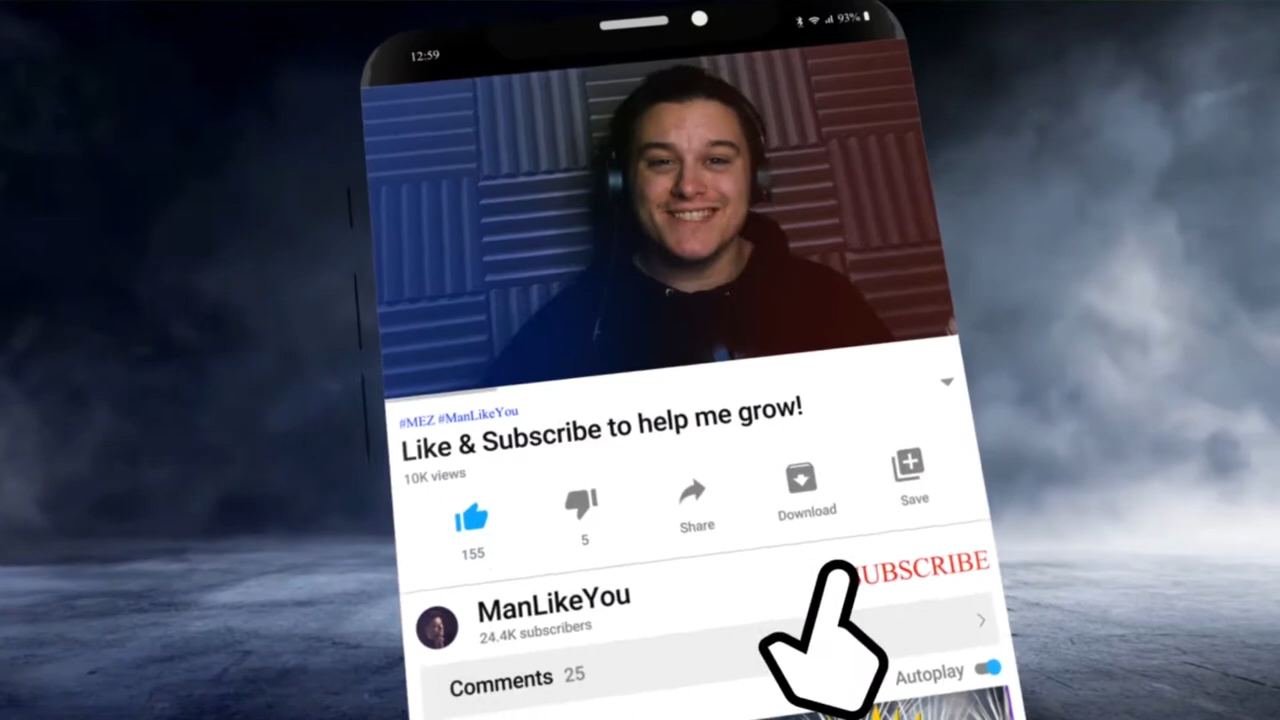 12:59
93%
#MEZ #ManLikeYou
Like & Subscribe to help me grow!
10K views
155
5
Share
Download
Save
ManLikeYou
UBSCRIBE
24.4K subscribers
Comments 25
Autoplay